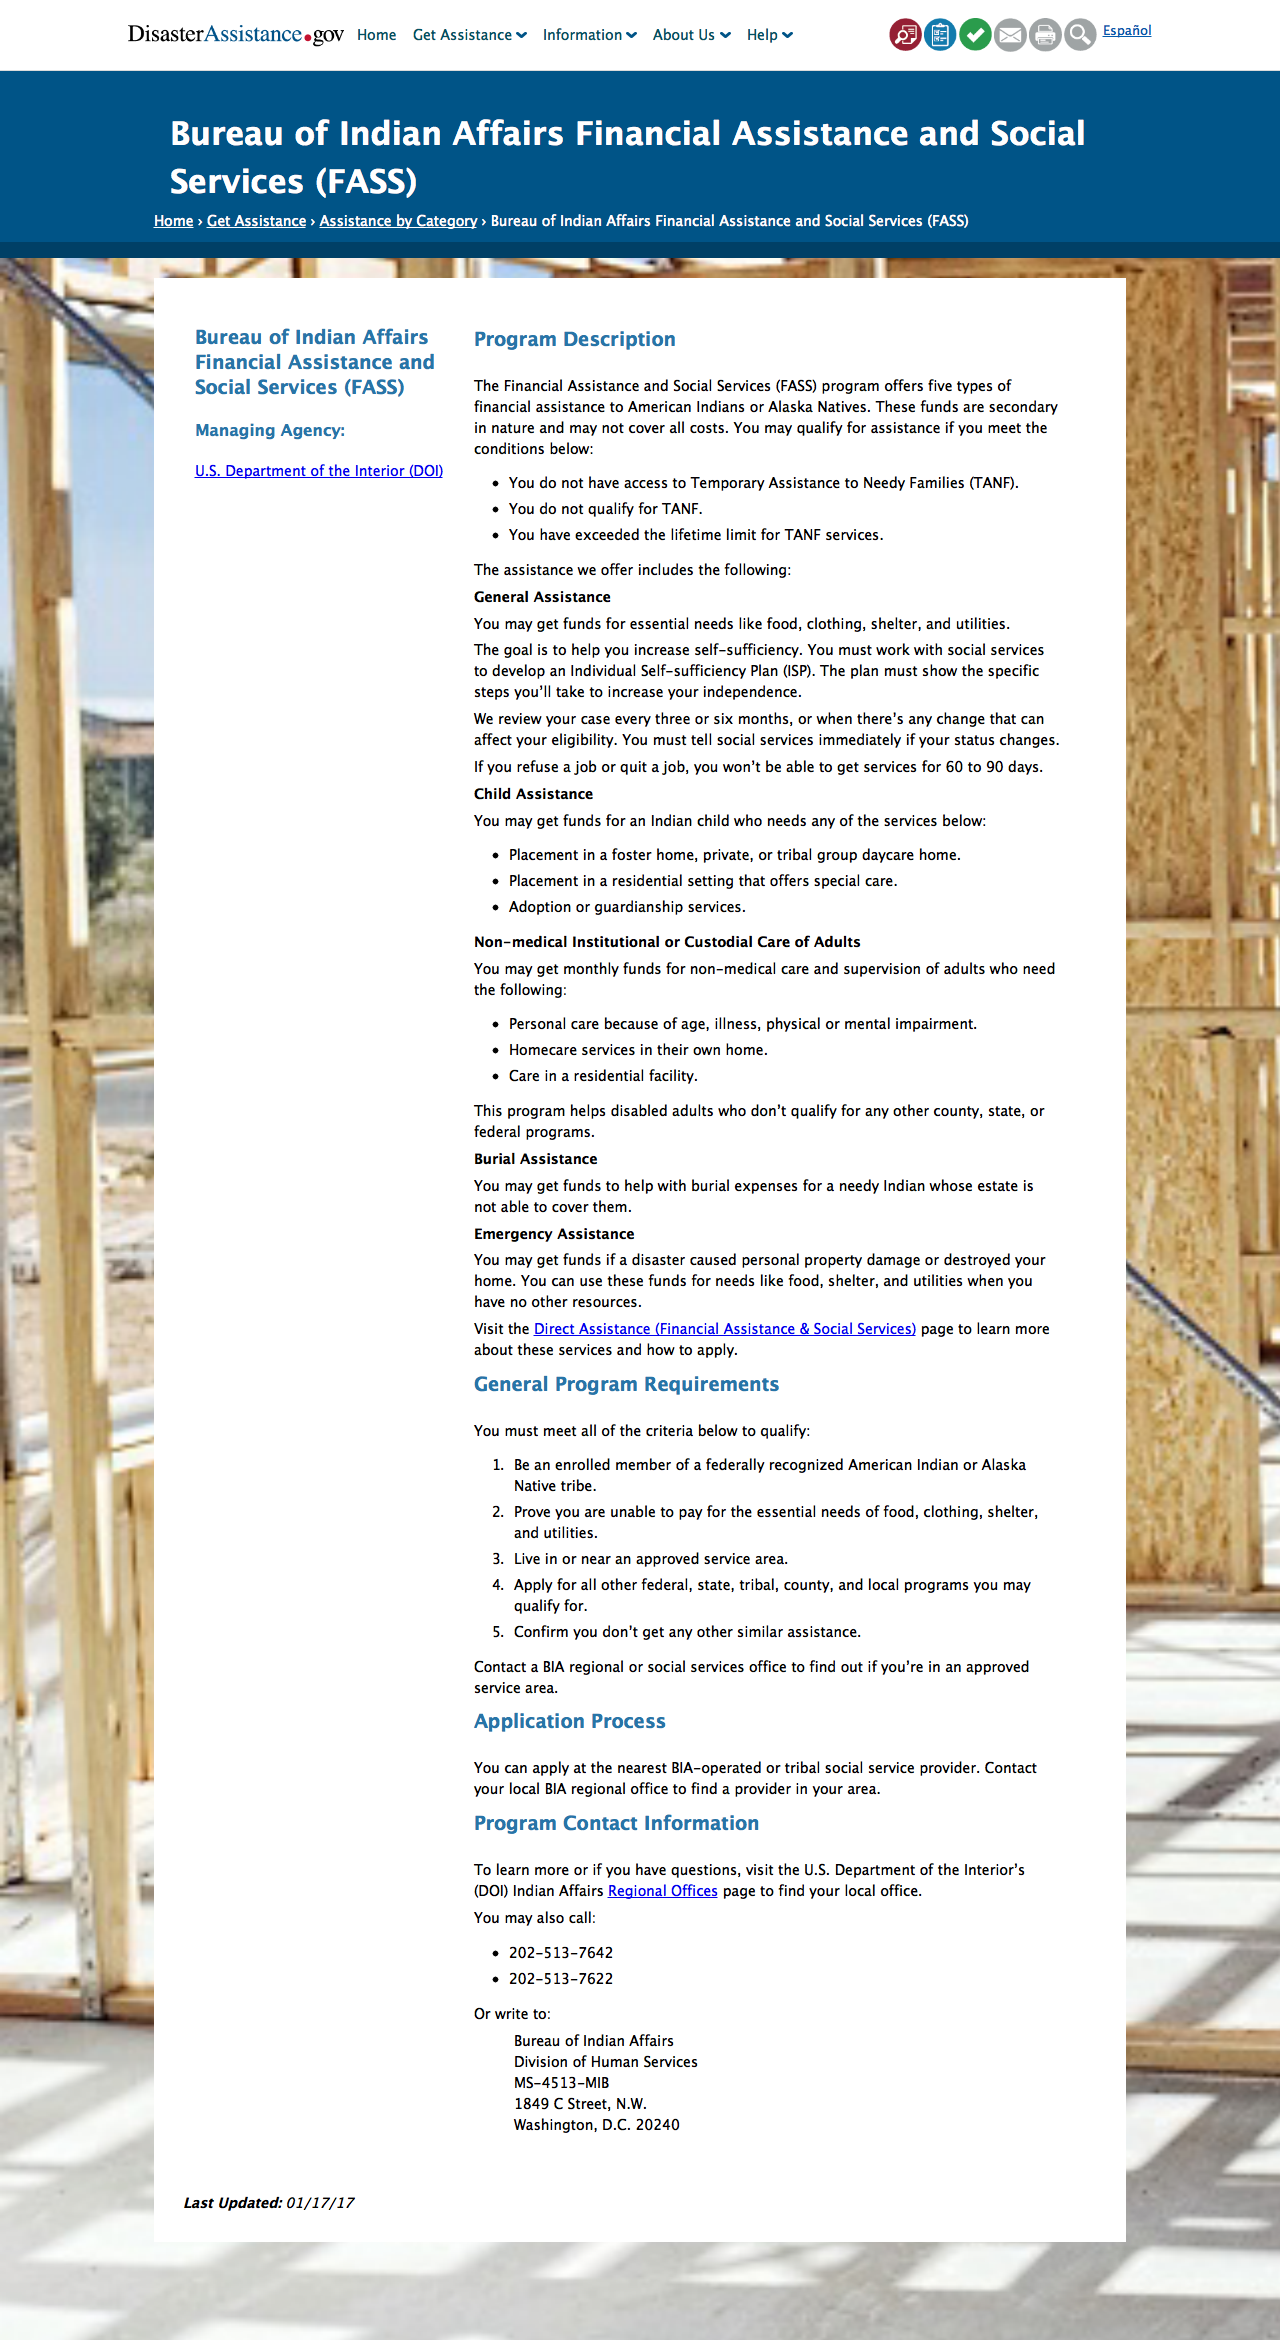 DisasterAssistance.gov Home Get Assistance Information About Us Help Español
Bureau of Indian Affairs Financial Assistance and Social
Services (FASS)
Home › Get Assistance › Assistance by Category › Bureau of Indian Affairs Financial Assistance and Social Services (FASS)
Bureau of Indian Affairs
Financial Assistance and
Social Services (FASS)
Managing Agency:
U.S. Department of the Interior (DOI)
Program Description
The Financial Assistance and Social Services (FASS) program offers five types of
financial assistance to American Indians or Alaska Natives. These funds are secondary
in nature and may not cover all costs. You may qualify for assistance if you meet the
conditions below:
• You do not have access to Temporary Assistance to Needy Families (TANF).
• You do not qualify for TANF.
• You have exceeded the lifetime limit for TANF services.
The assistance we offer includes the following:
General Assistance
You may get funds for essential needs like food, clothing, shelter, and utilities.
The goal is to help you increase self-sufficiency. You must work with social services
to develop an Individual Self-sufficiency Plan (ISP). The plan must show the specific
steps you'll take to increase your independence.
We review your case every three or six months, or when there's any change that can
affect your eligibility. You must tell social services immediately if your status changes.
If you refuse a job or quit a job, you won't be able to get services for 60 to 90 days.
Child Assistance
You may get funds for an Indian child who needs any of the services below:
• Placement in a foster home, private, or tribal group daycare home.
• Placement in a residential setting that offers special care.
• Adoption or guardianship services.
Non-medical Institutional or Custodial Care of Adults
You may get monthly funds for non-medical care and supervision of adults who need
the following:
• Personal care because of age, illness, physical or mental impairment.
• Homecare services in their own home.
• Care in a residential facility.
This program helps disabled adults who don't qualify for any other county, state, or
federal programs.
Burial Assistance
You may get funds to help with burial expenses for a needy Indian whose estate is
not able to cover them.
Emergency Assistance
You may get funds if a disaster caused personal property damage or destroyed your
home. You can use these funds for needs like food, shelter, and utilities when you
have no other resources.
Visit the Direct Assistance (Financial Assistance & Social Services) page to learn more
about these services and how to apply.
General Program Requirements
You must meet all of the criteria below to qualify:
1. Be an enrolled member of a federally recognized American Indian or Alaska
Native tribe.
2. Prove you are unable to pay for the essential needs of food, clothing, shelter,
and utilities.
3. Live in or near an approved service area.
4. Apply for all other federal, state, tribal, county, and local programs you may
qualify for.
5. Confirm you don't get any other similar assistance.
Contact a BIA regional or social services office to find out if you're in an approved
service area.
Application Process
You can apply at the nearest BIA-operated or tribal social service provider. Contact
your local BIA regional office to find a provider in your area.
Program Contact Information
To learn more or if you have questions, visit the U.S. Department of the Interior's
(DOI) Indian Affairs Regional Offices page to find your local office.
You may also call:
• 202-513-7642
• 202-513-7622
Or write to:
Bureau of Indian Affairs
Division of Human Services
MS-4513-MIB
1849 C Street, N.W.
Washington, D.C. 20240
Last Updated: 01/17/17